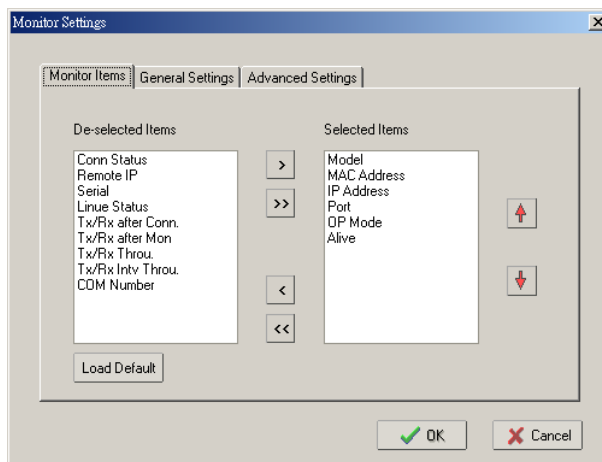 Monitor Settings
Monitor Items
General Settings
Advanced Settings
De-selected Items
Conn Status
Remote IP
Serial
Linue Status
Tx/Rx after Conn.
Tx/Rx after Mon
Tx/Rx Throu.
Tx/Rx Intv Throu.
COM Number
>
>>
<
<<
Selected Items
Model
MAC Address
IP Address
Port
OP Mode
Alive
Load Default
OK
Cancel